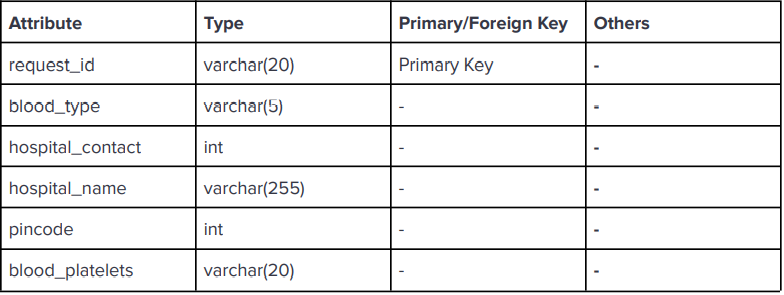 Attribute Type Primary/Foreign Key Others
request_id varchar(20) Primary Key -
blood_type varchar(5) - -
hospital_contact int - -
hospital_name varchar(255) - -
pincode int - -
blood_platelets varchar(20) - -